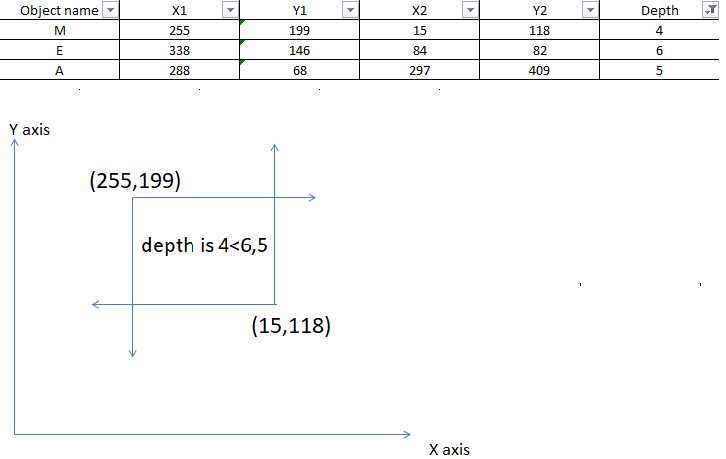 Object name X1 Y1 X2 Y2 Depth
M 255 199 15 118 4
E 338 146 84 82 6
A 288 68 297 409 5
Y axis
(255,199)
depth is 4<6,5
(15,118)
X axis